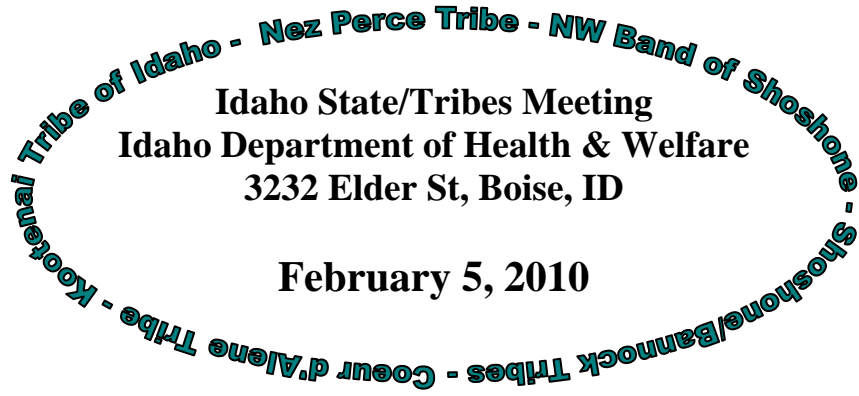 Kootenai Tribe of Idaho - Nez Perce Tribe - NW Band of Shoshone - Shoshone/Bannock Tribes - Coeur d'Alene Tribe -
Idaho State/Tribes Meeting
Idaho Department of Health & Welfare
3232 Elder St, Boise, ID
February 5, 2010